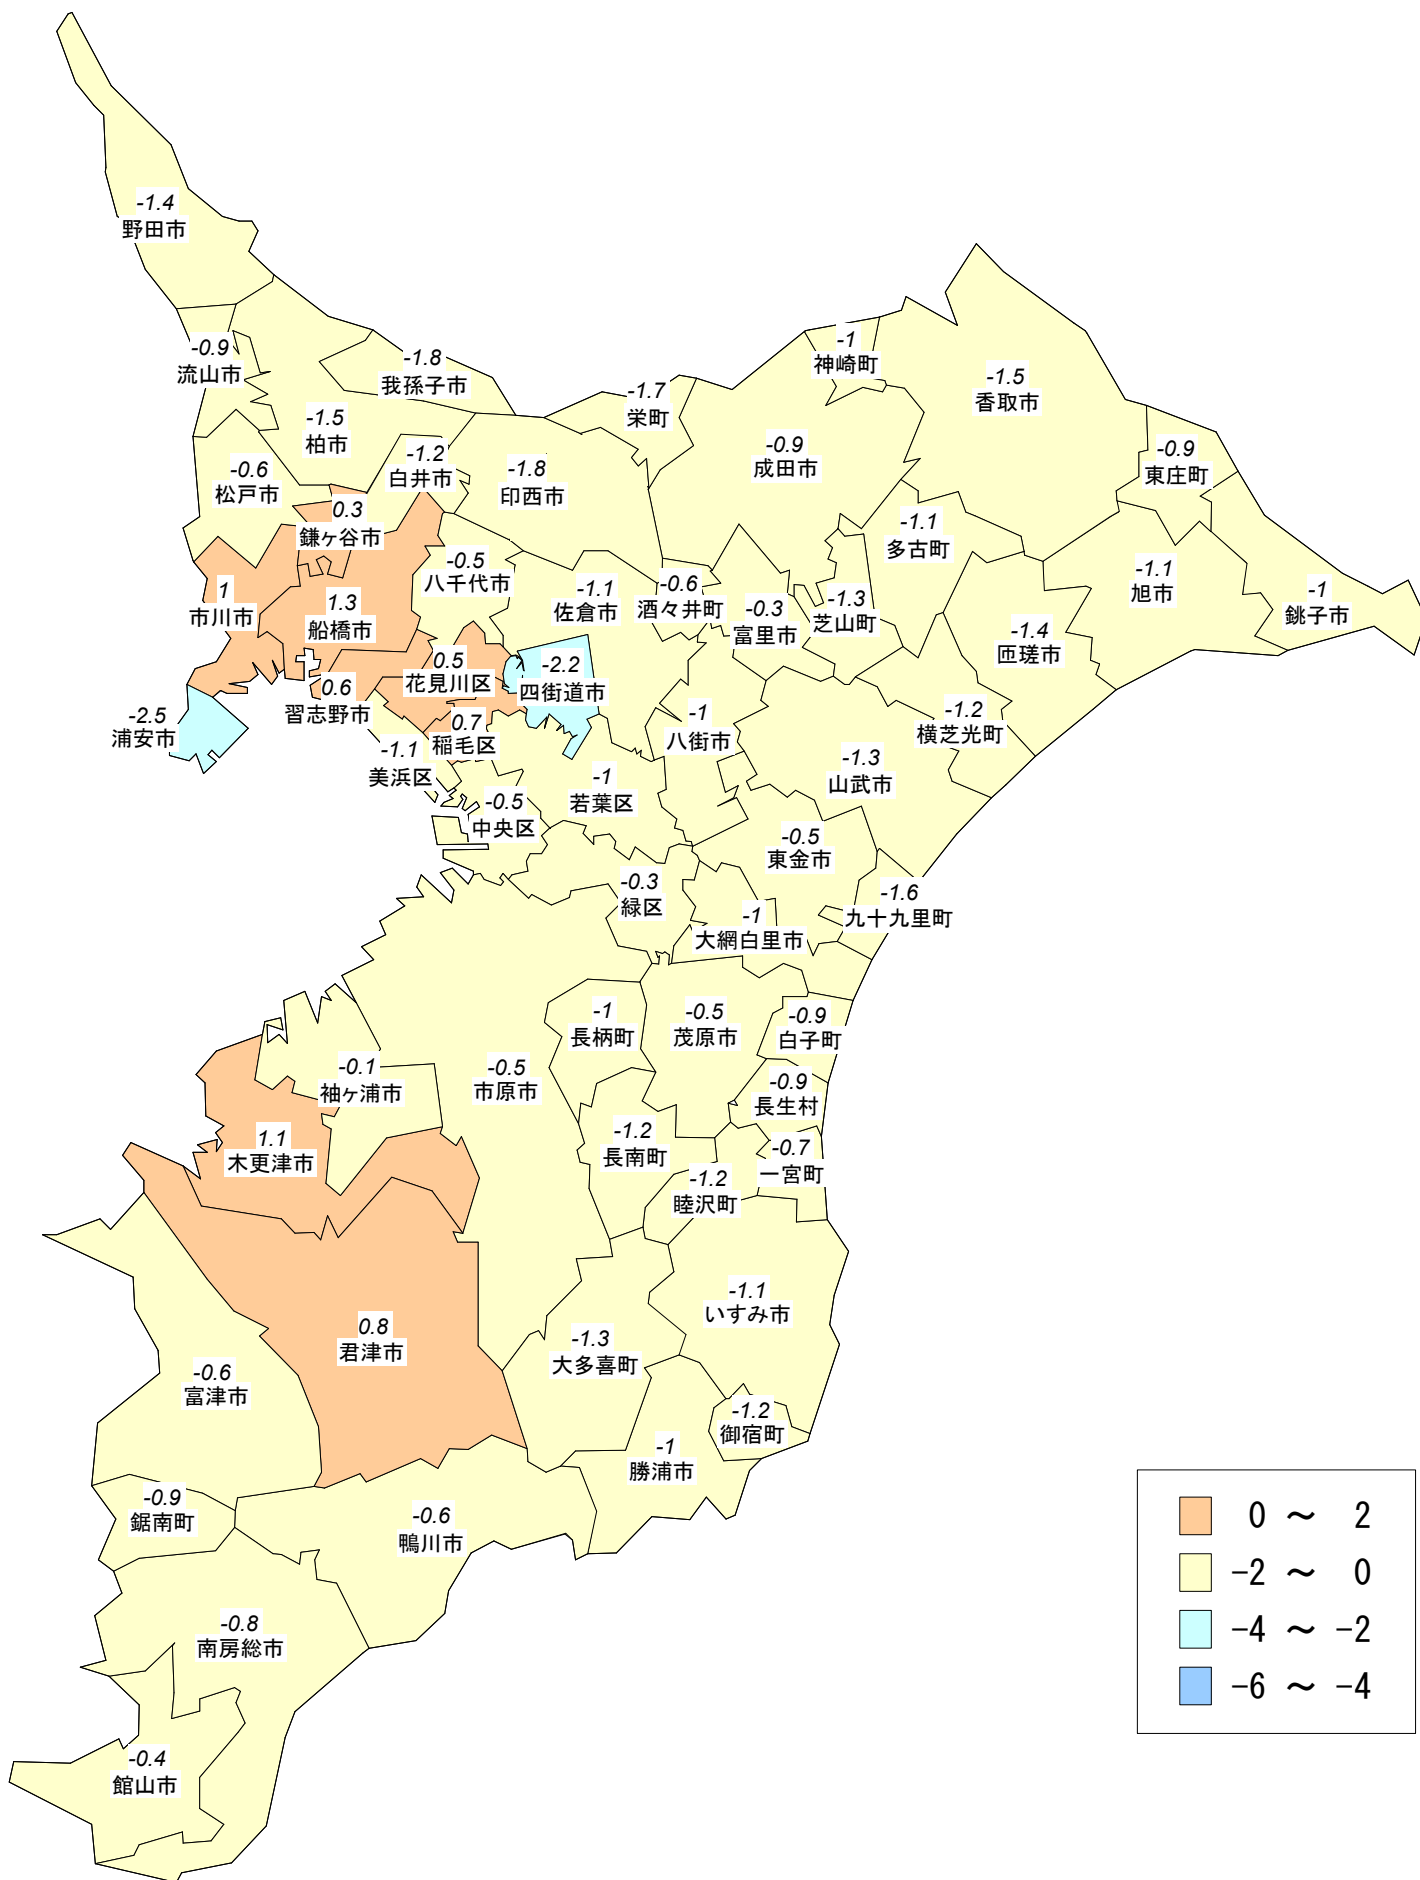 -1.4
野田市
-0.9
流山市
-1.8
我孫子市
-1.5
柏市
-1.7
栄町
-1
神崎町
-1.5
香取市
-0.9
成田市
-0.9
東庄町
-0.6
松戸市
-1.2
白井市
-1.8
印西市
0.3
鎌ヶ谷市
-1.1
多古町
-1.1
旭市
-1
銚子市
1
市川市
1.3
船橋市
-0.5
八千代市
-1.1
佐倉市
-0.6
酒々井町
-0.3
富里市
-1.3
芝山町
-1.4
匝瑳市
0.5
花見川区
-2.2
四街道市
0.6
習志野市
-2.5
浦安市
0.7
稲毛区
-1
八街市
-1.2
横芝光町
-1.1
美浜区
-1
若葉区
-1.3
山武市
-0.5
中央区
-0.5
東金市
-0.3
緑区
-1.6
九十九里町
-1
大網白里市
-1
長柄町
-0.5
茂原市
-0.9
白子町
-0.1
袖ヶ浦市
-0.5
市原市
-0.9
長生村
1.1
木更津市
-1.2
長南町
-0.7
一宮町
-1.2
睦沢町
-1.1
いすみ市
0.8
君津市
-1.3
大多喜町
-0.6
富津市
-1.2
御宿町
-1
勝浦市
-0.9
鋸南町
-0.6
鴨川市
-0.8
南房総市
-0.4
館山市
0 ～ 2
-2 ～ 0
-4 ～ -2
-6 ～ -4